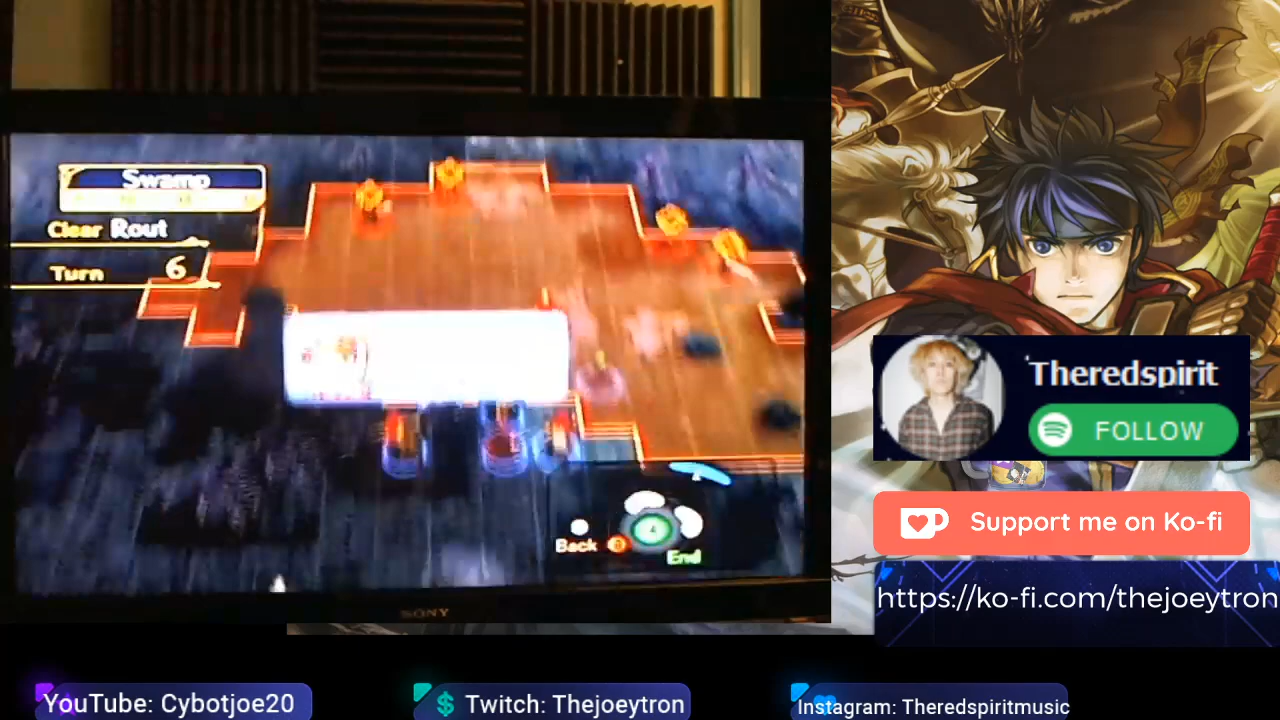 Swamp
Clear Rout
Turn 6
Back
End
SONY
Theredspirit
FOLLOW
Support me on Ko-fi
https://ko-fi.com/thejoeytron
YouTube: Cybotjoe20
$ Twitch: Thejoeytron
Instagram: Theredspiritmusic